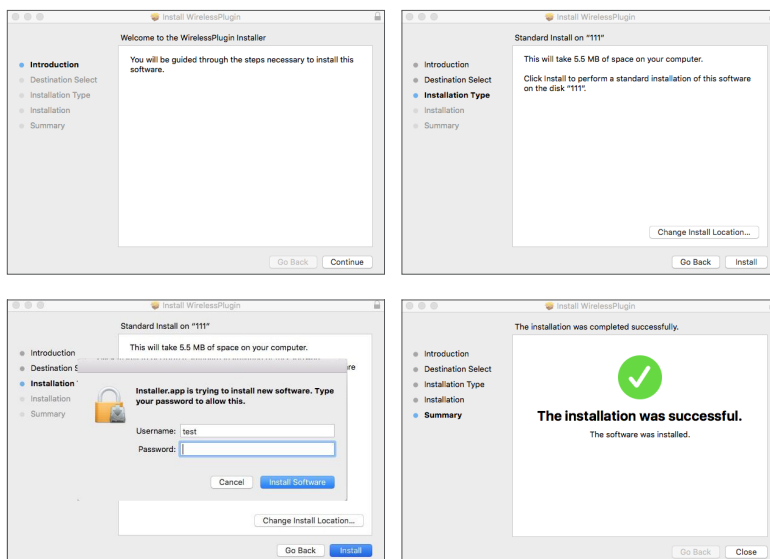 Install WirelessPlugin
Welcome to the WirelessPlugin Installer
Introduction
Destination Select
Installation Type
Installation
Summary
You will be guided through the steps necessary to install this
software.
Go Back
Continue
Install WirelessPlugin
Standard Install on "111"
Introduction
Destination Select
Installation Type
Installation
Summary
This will take 5.5 MB of space on your computer.
Click Install to perform a standard installation of this software
on the disk "111".
Change Install Location...
Go Back
Install
Install WirelessPlugin
Standard Install on "111"
Introduction
Destination S
Installation
Installation
Summary
This will take 5.5 MB of space on your computer.
re
Installer.app is trying to install new software. Type
your password to allow this.
Username: test
Password:
Cancel
Install Software
Change Install Location...
Go Back
Install
Install WirelessPlugin
The installation was completed successfully.
Introduction
Destination Select
Installation Type
Installation
Summary
The installation was successful.
The software was installed.
Go Back
Close